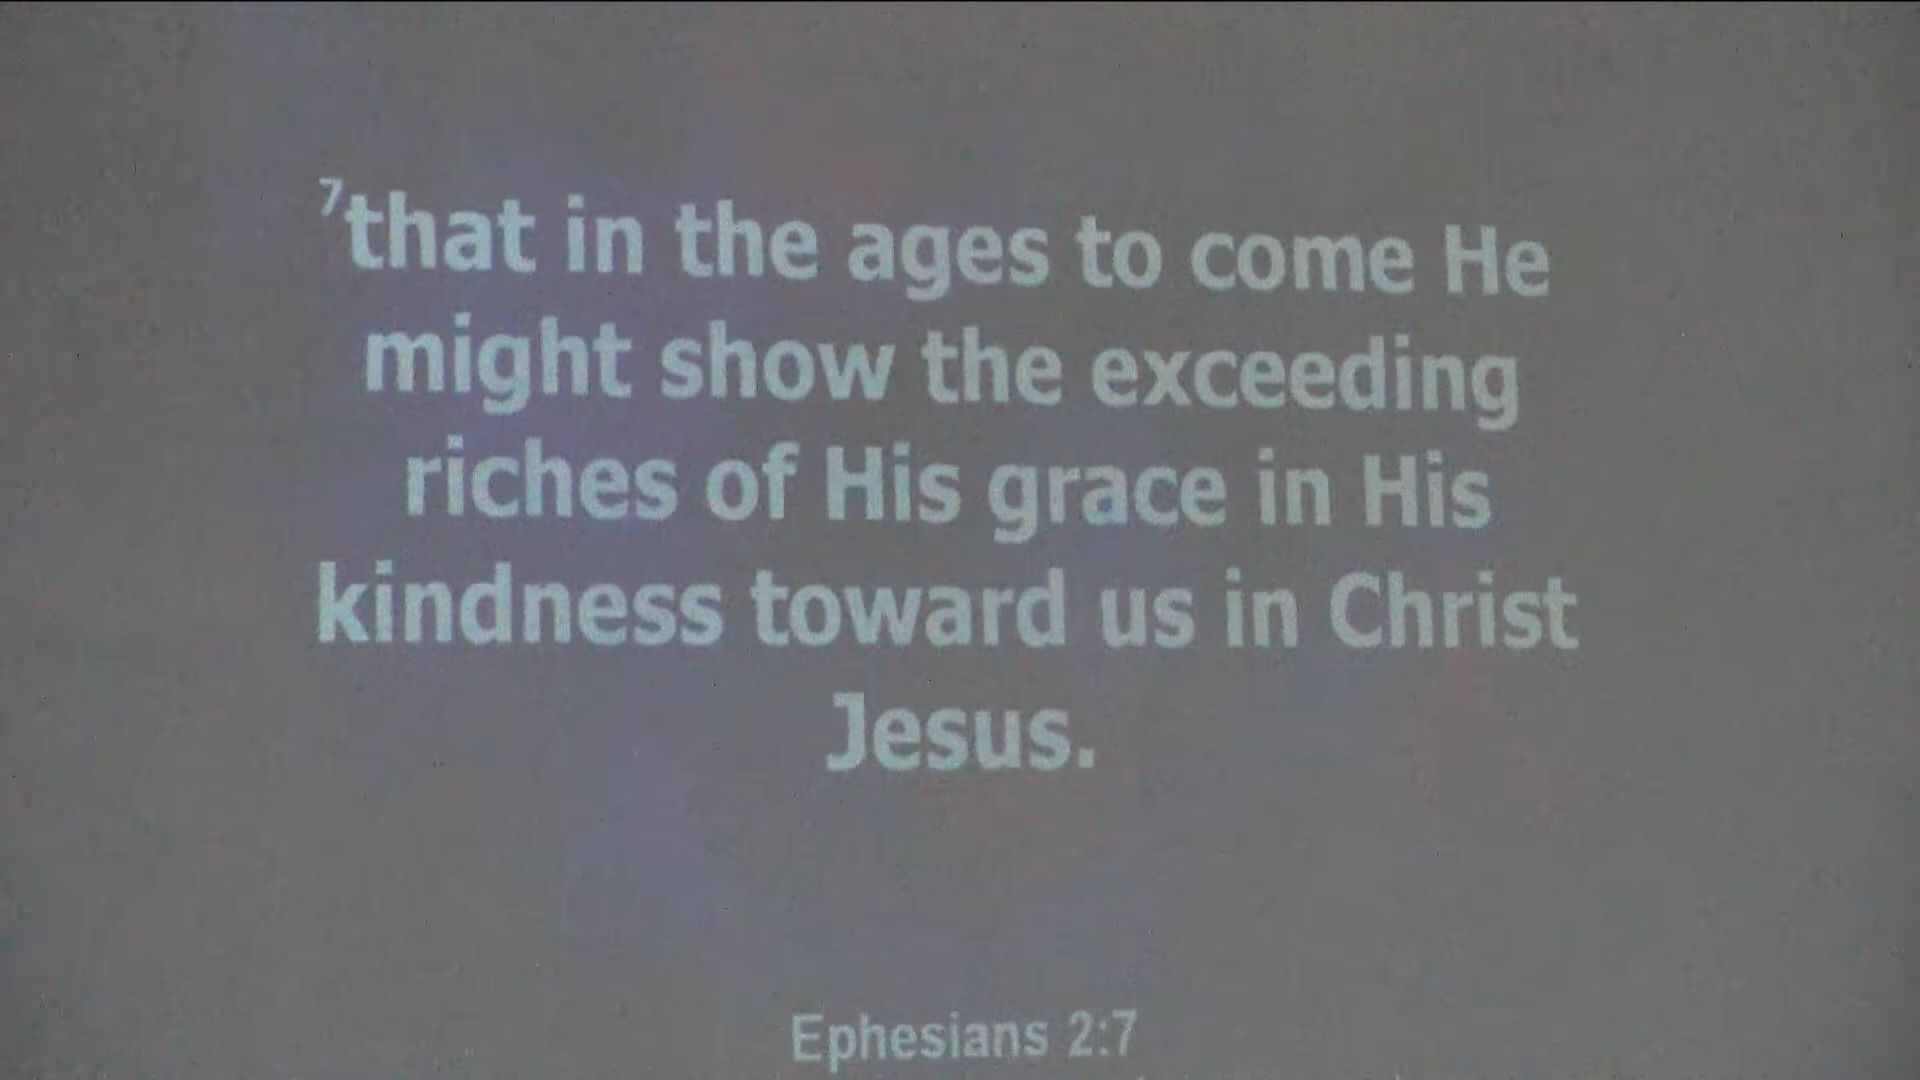 7that in the ages to come He
might show the exceeding
riches of His grace in His
kindness toward us in Christ
Jesus.
Ephesians 2:7